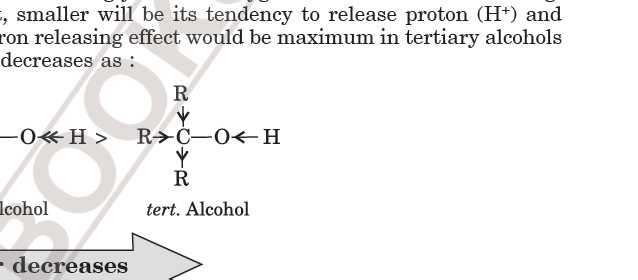 , smaller will be its tendency to release proton (H⁺) and
ron releasing effect would be maximum in tertiary alcohols
decreases as :
R
—O≪—H > R→C—O←H
R
lcohol tert. Alcohol
r decreases
BOOK